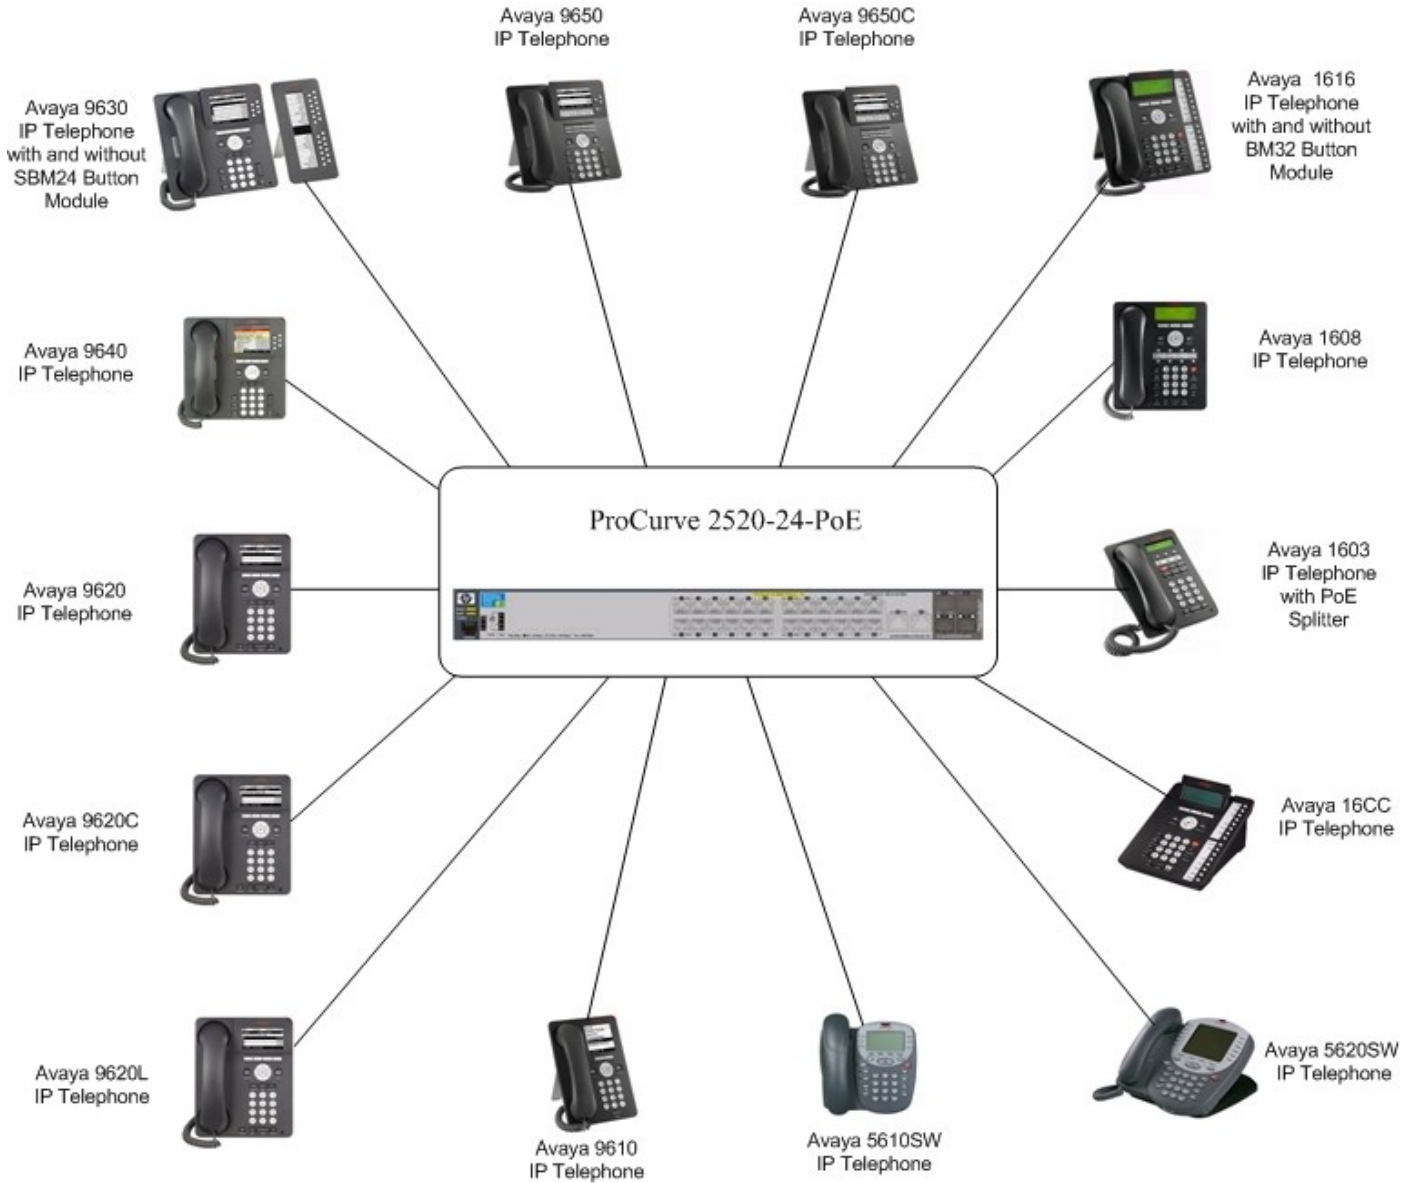 Avaya 9650
IP Telephone
Avaya 9650C
IP Telephone
Avaya 9630
IP Telephone
with and without
SBM24 Button
Module
Avaya  1616
IP Telephone
with and without
BM32 Button
Module
Avaya 9640
IP Telephone
Avaya 1608
IP Telephone
ProCurve 2520-24-PoE
Avaya 9620
IP Telephone
Avaya 1603
IP Telephone
with PoE
Splitter
Avaya 9620C
IP Telephone
Avaya 16CC
IP Telephone
Avaya 9620L
IP Telephone
Avaya 9610
IP Telephone
Avaya 5610SW
IP Telephone
Avaya 5620SW
IP Telephone